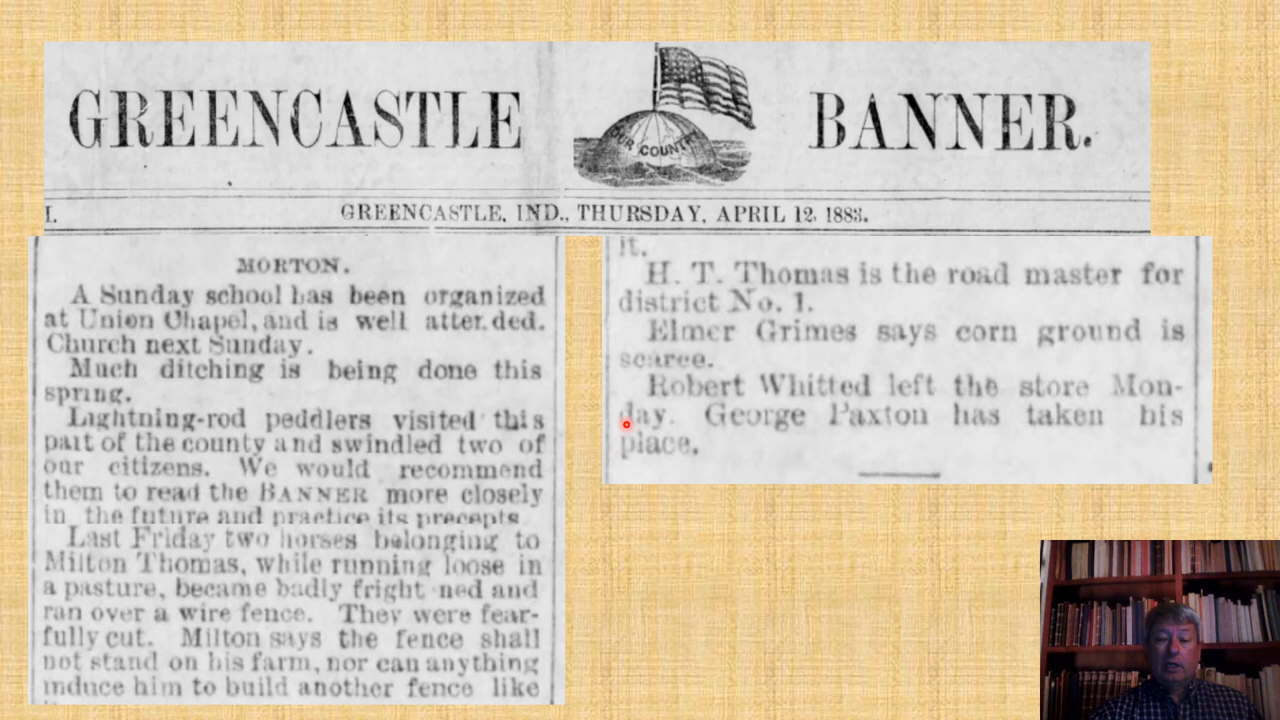 GREENCASTLE BANNER.
OUR COUNTRY
I.
GREENCASTLE, IND., THURSDAY, APRIL 12, 1883.
MORTON.
A Sunday school has been organized
at Union Chapel, and is well attended.
Church next Sunday.
Much ditching is being done this
spring.
Lightning-rod peddlers visited this
part of the county and swindled two of
our citizens. We would recommend
them to read the BANNER more closely
in the future and practice its precepts
Last Friday two horses belonging to
Milton Thomas, while running loose in
a pasture, became badly fright ned and
ran over a wire fence. They were fear-
fully cut. Milton says the fence shall
not stand on his farm, nor can anything
induce him to build another fence like
it.
H. T. Thomas is the road master for
district No. 1.
Elmer Grimes says corn ground is
scarce.
Robert Whitted left the store Mon-
day. George Paxton has taken his
place.